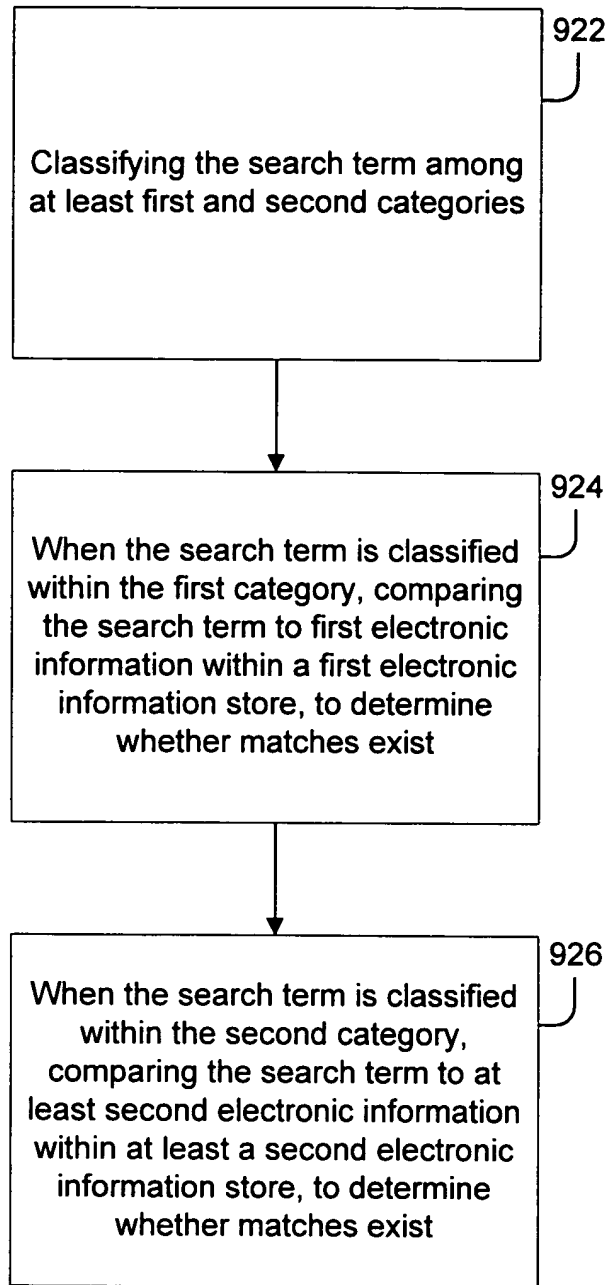 922
Classifying the search term among
at least first and second categories
924
When the search term is classified
within the first category, comparing
the search term to first electronic
information within a first electronic
information store, to determine
whether matches exist
926
When the search term is classified
within the second category,
comparing the search term to at
least second electronic information
within at least a second electronic
information store, to determine
whether matches exist